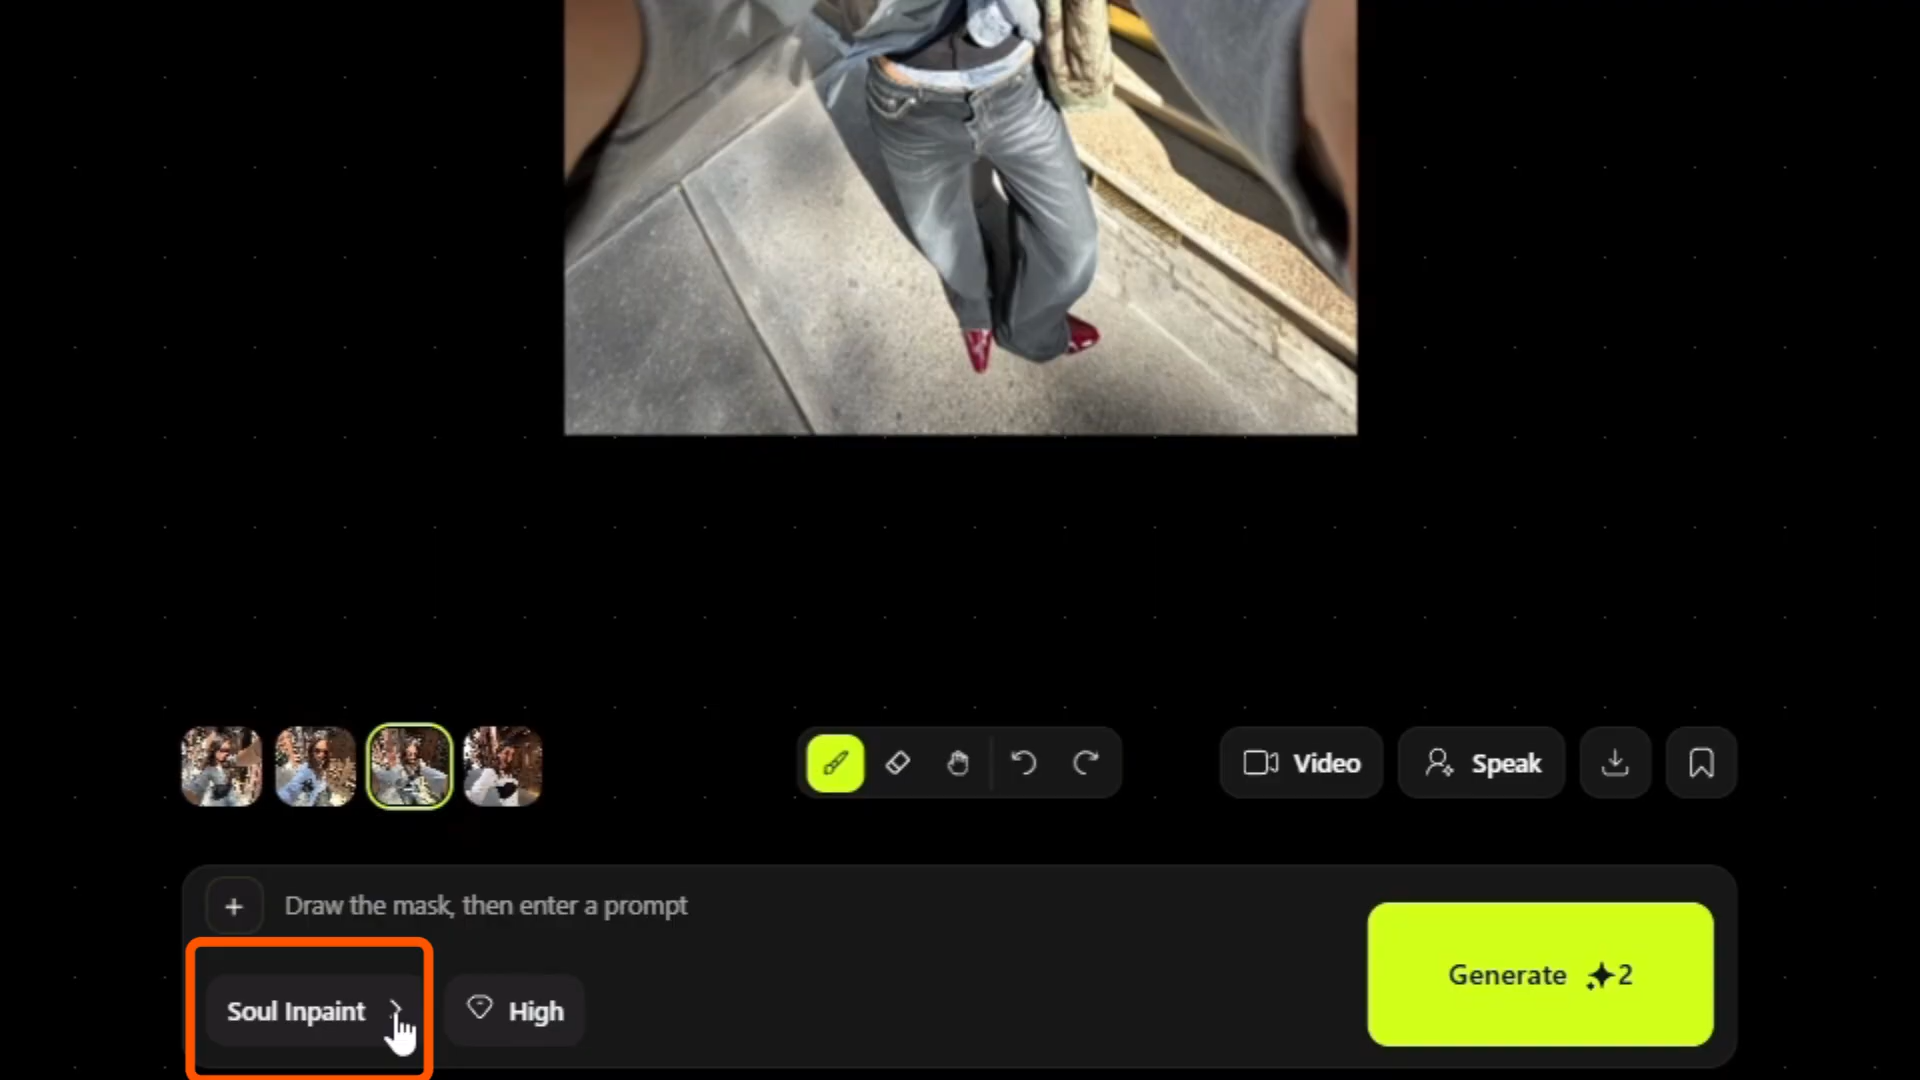 Video
Speak
Draw the mask, then enter a prompt
Soul Inpaint
High
Generate 2